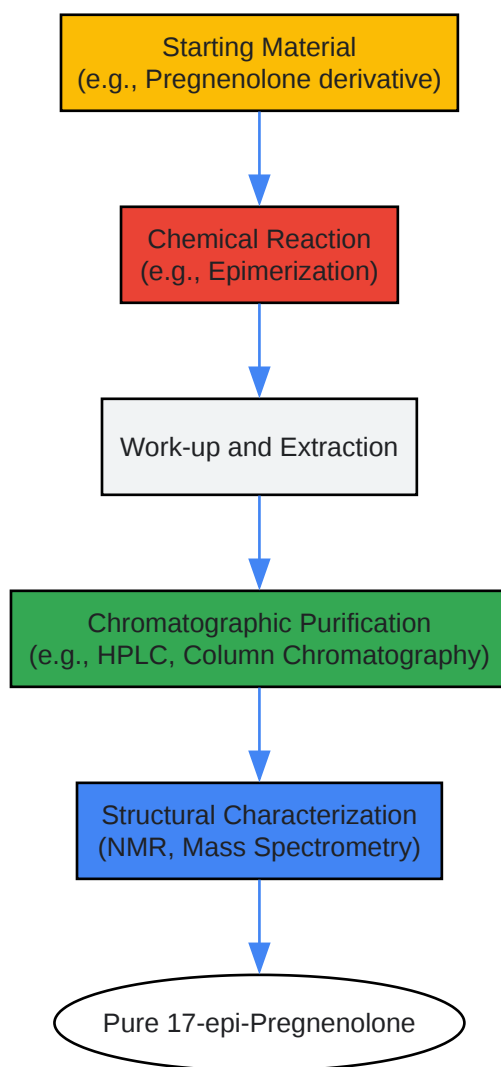 Starting Material
(e.g., Pregnenolone derivative)
Chemical Reaction
(e.g., Epimerization)
Work-up and Extraction
Chromatographic Purification
(e.g., HPLC, Column Chromatography)
Structural Characterization
(NMR, Mass Spectrometry)
Pure 17-epi-Pregnenolone